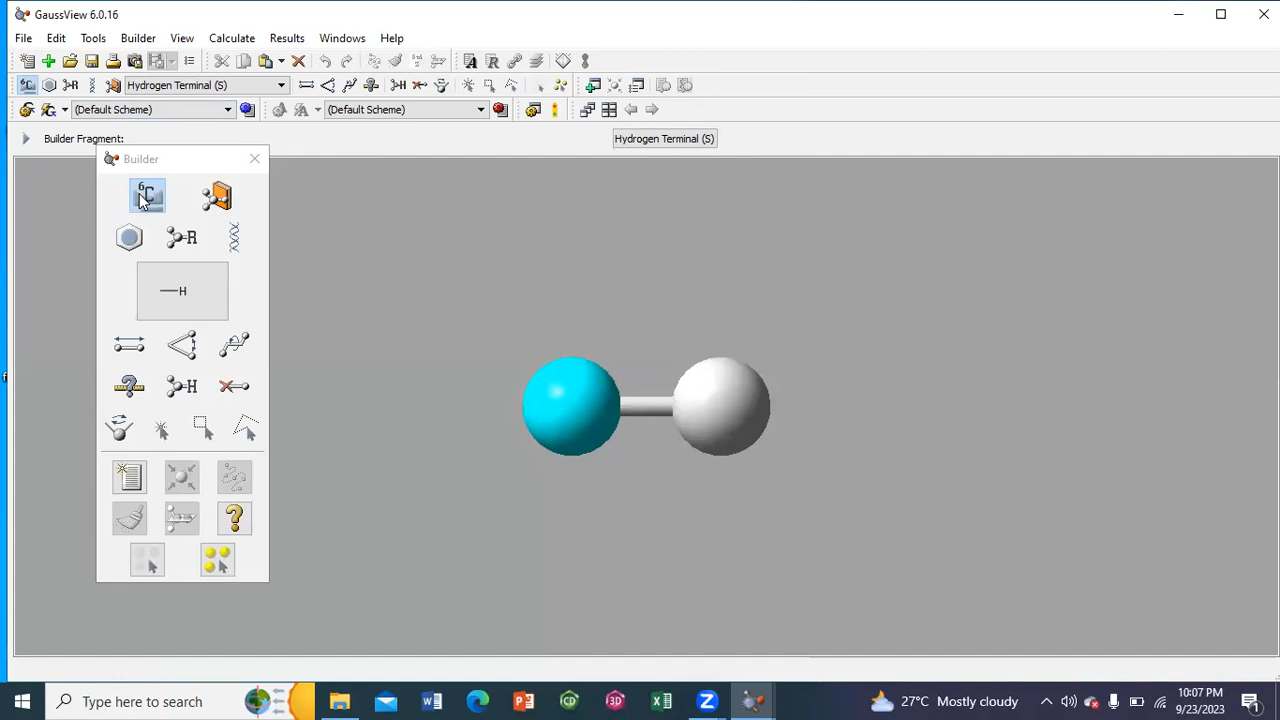 GaussView 6.0.16
File Edit Tools Builder View Calculate Results Windows Help
Hydrogen Terminal (S)
(Default Scheme) (Default Scheme)
Builder Fragment: Hydrogen Terminal (S)
Builder
6C
R
H
H
Type here to search
27°C Mostly cloudy
10:07 PM
9/23/2023